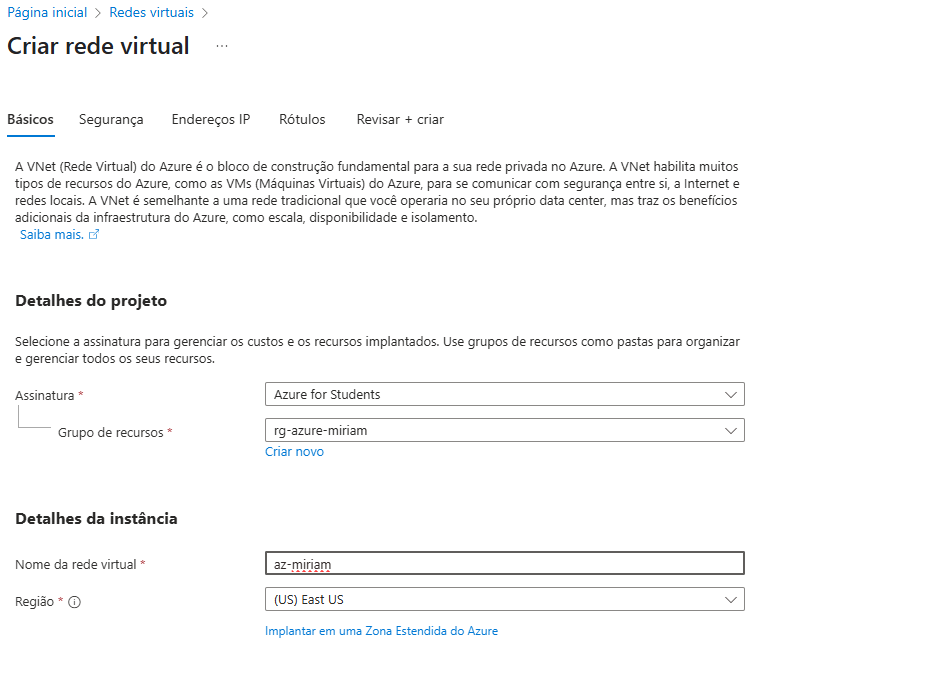 Página inicial > Redes virtuais >
Criar rede virtual ...
Básicos Segurança Endereços IP Rótulos Revisar + criar
A VNet (Rede Virtual) do Azure é o bloco de construção fundamental para a sua rede privada no Azure. A VNet habilita muitos
tipos de recursos do Azure, como as VMs (Máquinas Virtuais) do Azure, para se comunicar com segurança entre si, a Internet e
redes locais. A VNet é semelhante a uma rede tradicional que você operaria no seu próprio data center, mas traz os benefícios
adicionais da infraestrutura do Azure, como escala, disponibilidade e isolamento.
Saiba mais.
Detalhes do projeto
Selecione a assinatura para gerenciar os custos e os recursos implantados. Use grupos de recursos como pastas para organizar
e gerenciar todos os seus recursos.
Assinatura * Azure for Students
Grupo de recursos * rg-azure-miriam
Criar novo
Detalhes da instância
Nome da rede virtual * az-miriam
Região * (US) East US
Implantar em uma Zona Estendida do Azure